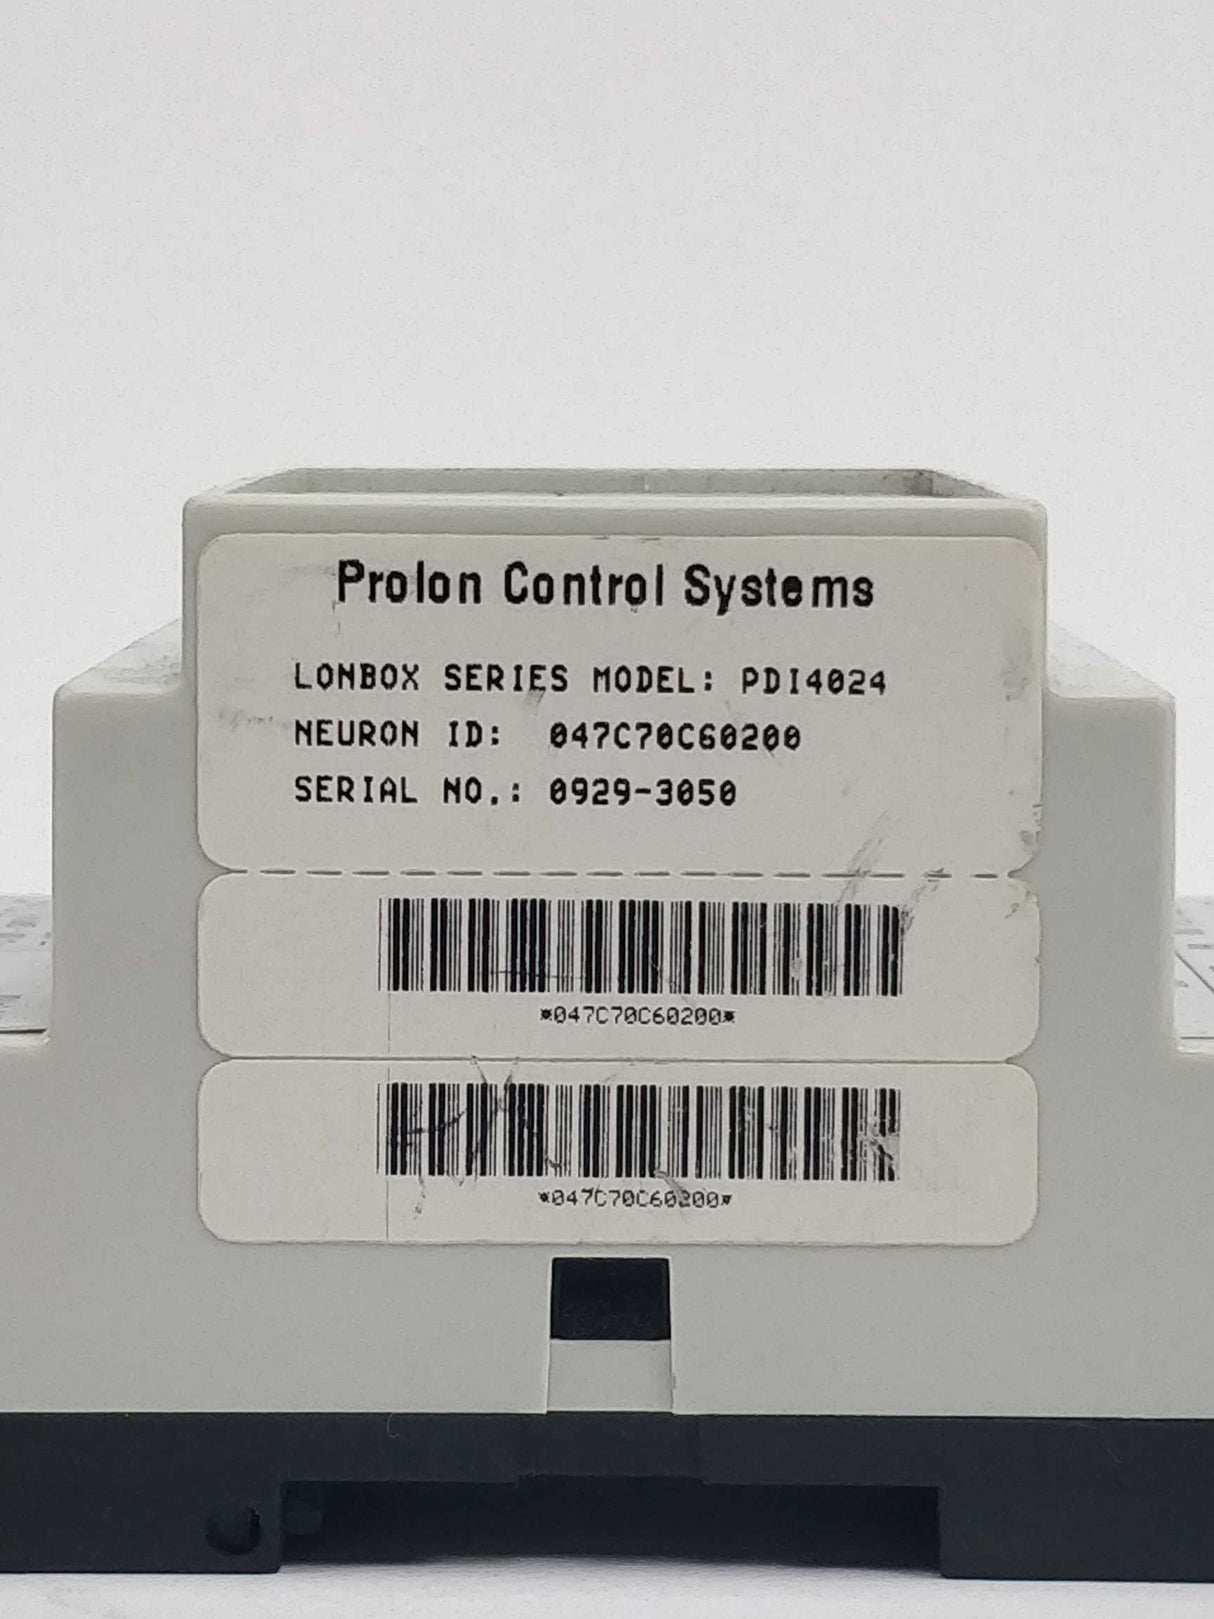 Prolon Control Systems
LONBOX SERIES MODEL: PDI4024
NEURON ID: 047C70C60200
SERIAL NO.: 0929-3050
*047C70C60200*
*047C70C60200*